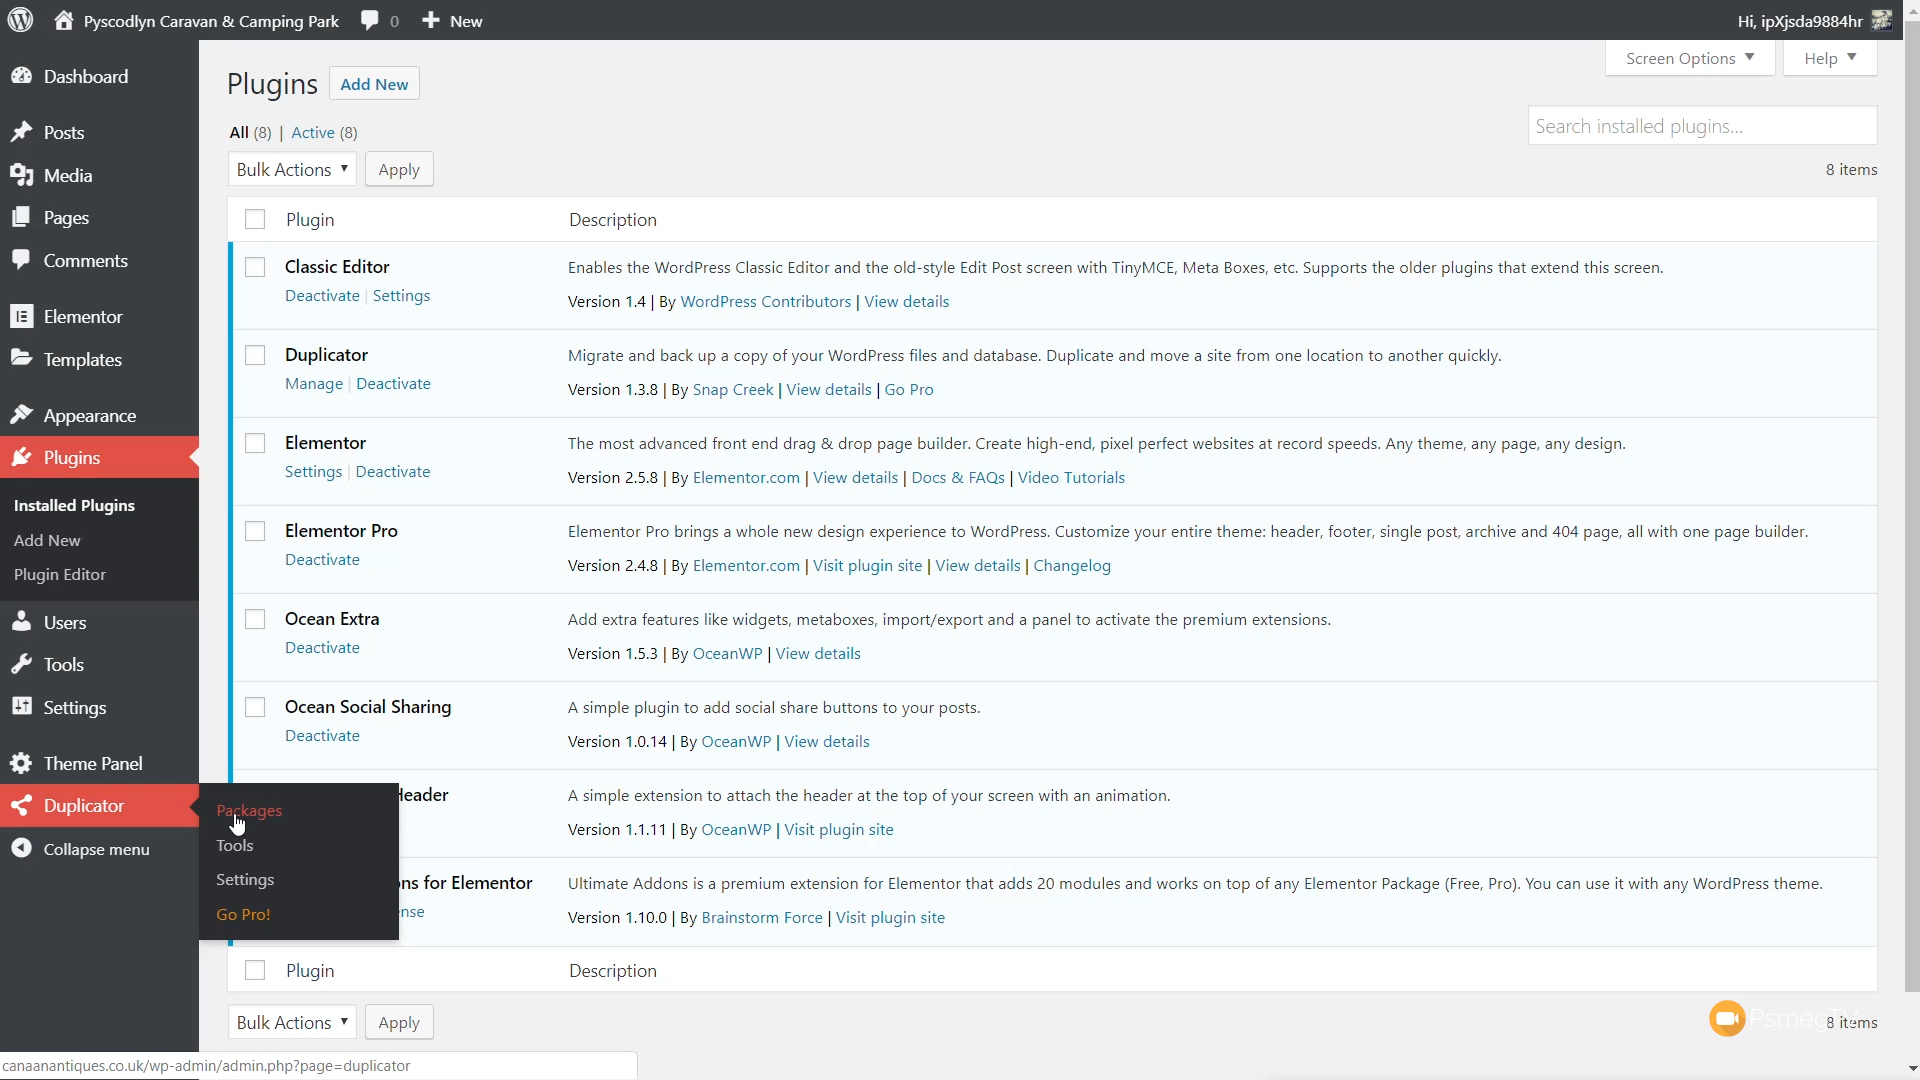 Pyscodlyn Caravan & Camping Park 0 New Hi, ipXjsda9884hr
Screen Options Help
Dashboard
Posts
Media
Pages
Comments
Elementor
Templates
Appearance
Plugins
Installed Plugins
Add New
Plugin Editor
Users
Tools
Settings
Theme Panel
Duplicator
Collapse menu
Packages
Tools
Settings
Go Pro!
Plugins Add New
All (8) | Active (8)
Search installed plugins...
Bulk Actions Apply 8 items
Plugin Description
Classic Editor Enables the WordPress Classic Editor and the old-style Edit Post screen with TinyMCE, Meta Boxes, etc. Supports the older plugins that extend this screen.
Deactivate | Settings Version 1.4 | By WordPress Contributors | View details
Duplicator Migrate and back up a copy of your WordPress files and database. Duplicate and move a site from one location to another quickly.
Manage | Deactivate Version 1.3.8 | By Snap Creek | View details | Go Pro
Elementor The most advanced front end drag & drop page builder. Create high-end, pixel perfect websites at record speeds. Any theme, any page, any design.
Settings | Deactivate Version 2.5.8 | By Elementor.com | View details | Docs & FAQs | Video Tutorials
Elementor Pro Elementor Pro brings a whole new design experience to WordPress. Customize your entire theme: header, footer, single post, archive and 404 page, all with one page builder.
Deactivate Version 2.4.8 | By Elementor.com | Visit plugin site | View details | Changelog
Ocean Extra Add extra features like widgets, metaboxes, import/export and a panel to activate the premium extensions.
Deactivate Version 1.5.3 | By OceanWP | View details
Ocean Social Sharing A simple plugin to add social share buttons to your posts.
Deactivate Version 1.0.14 | By OceanWP | View details
Header A simple extension to attach the header at the top of your screen with an animation.
Version 1.1.11 | By OceanWP | Visit plugin site
ons for Elementor Ultimate Addons is a premium extension for Elementor that adds 20 modules and works on top of any Elementor Package (Free, Pro). You can use it with any WordPress theme.
ense Version 1.10.0 | By Brainstorm Force | Visit plugin site
Plugin Description
Bulk Actions Apply 8 items
PsmegTV
canaanantiques.co.uk/wp-admin/admin.php?page=duplicator